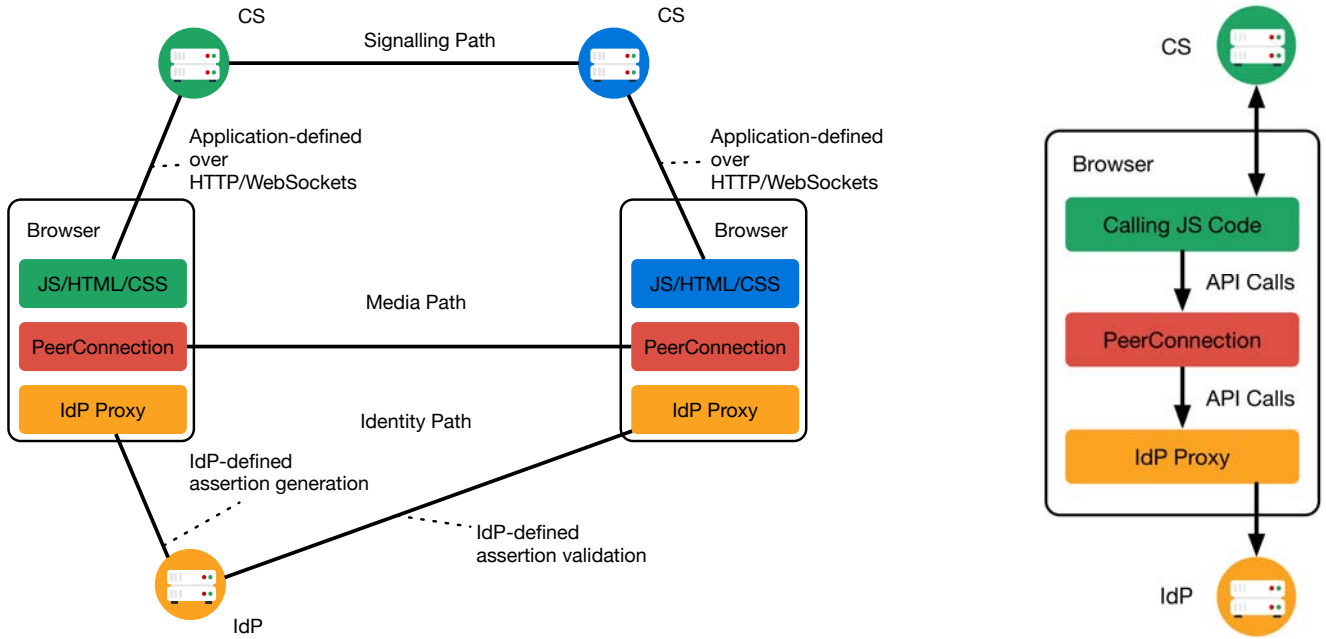 CS
CS
Signalling Path
Application-defined
over
HTTP/WebSockets
Application-defined
over
HTTP/WebSockets
Browser
JS/HTML/CSS
PeerConnection
IdP Proxy
Media Path
Identity Path
Browser
JS/HTML/CSS
PeerConnection
IdP Proxy
IdP-defined
assertion generation
IdP-defined
assertion validation
IdP
CS
Browser
Calling JS Code
API Calls
PeerConnection
API Calls
IdP Proxy
IdP